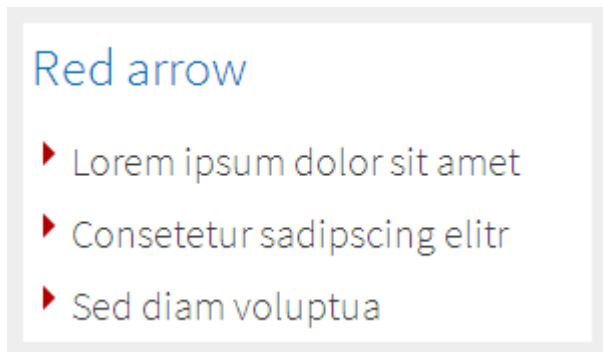 Red arrow
Lorem ipsum dolor sit amet
Consetetur sadipscing elitr
Sed diam voluptua